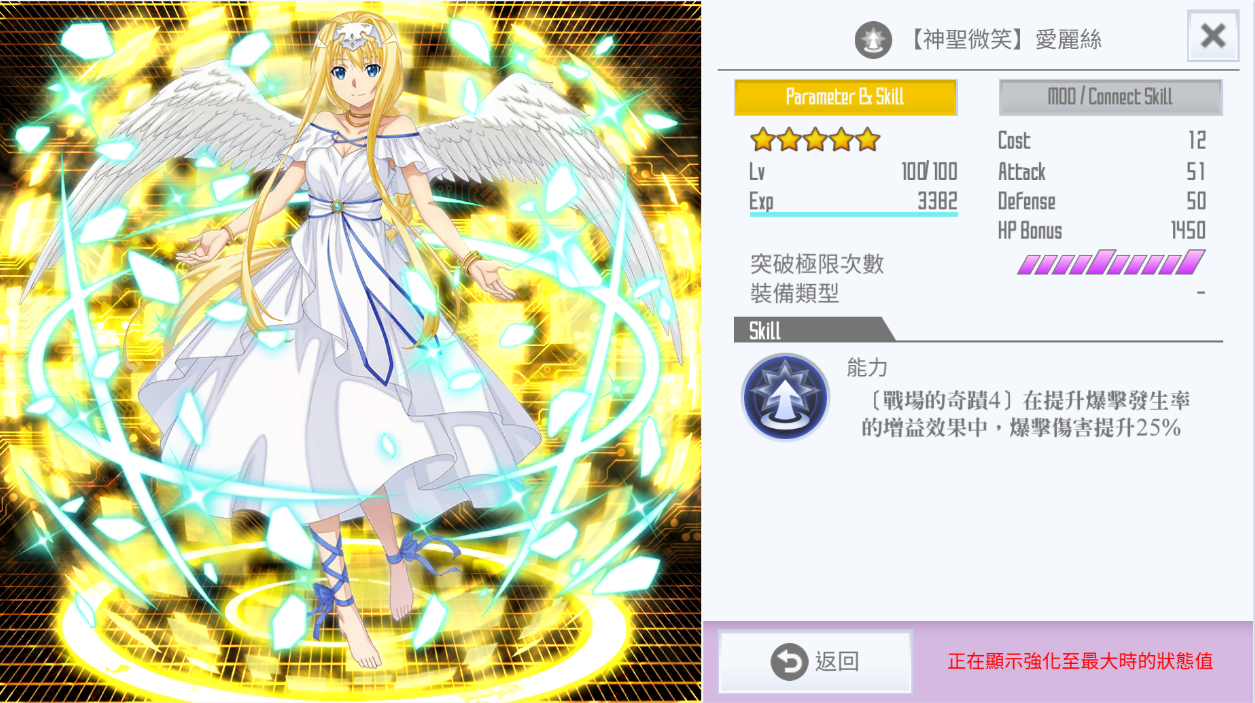 【神聖微笑】愛麗絲
Parameter & Skill
MOD / Connect Skill
Lv 100/100
Exp 3382
Cost 12
Attack 51
Defense 50
HP Bonus 1450
突破極限次數
裝備類型 -
Skill
能力
〔戰場的奇蹟4〕在提升爆擊發生率
的增益效果中，爆擊傷害提升25%
返回
正在顯示強化至最大時的狀態值